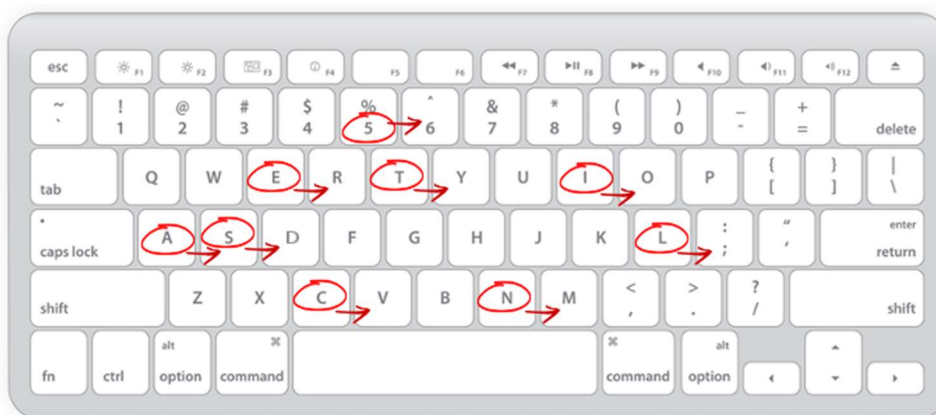 esc F1 F2 F3 F4 F5 F6 F7 F8 F9 F10 F11 F12
~ ! @ # $ % ^ & * ( ) _ +
` 1 2 3 4 5 6 7 8 9 0 - = delete
tab Q W E R T Y U I O P { [ } ] | \
caps lock A S D F G H J K L : ; “ ‘ enter return
shift Z X C V B N M < , > . ? / shift
fn ctrl alt option ⌘ command ⌘ command alt option